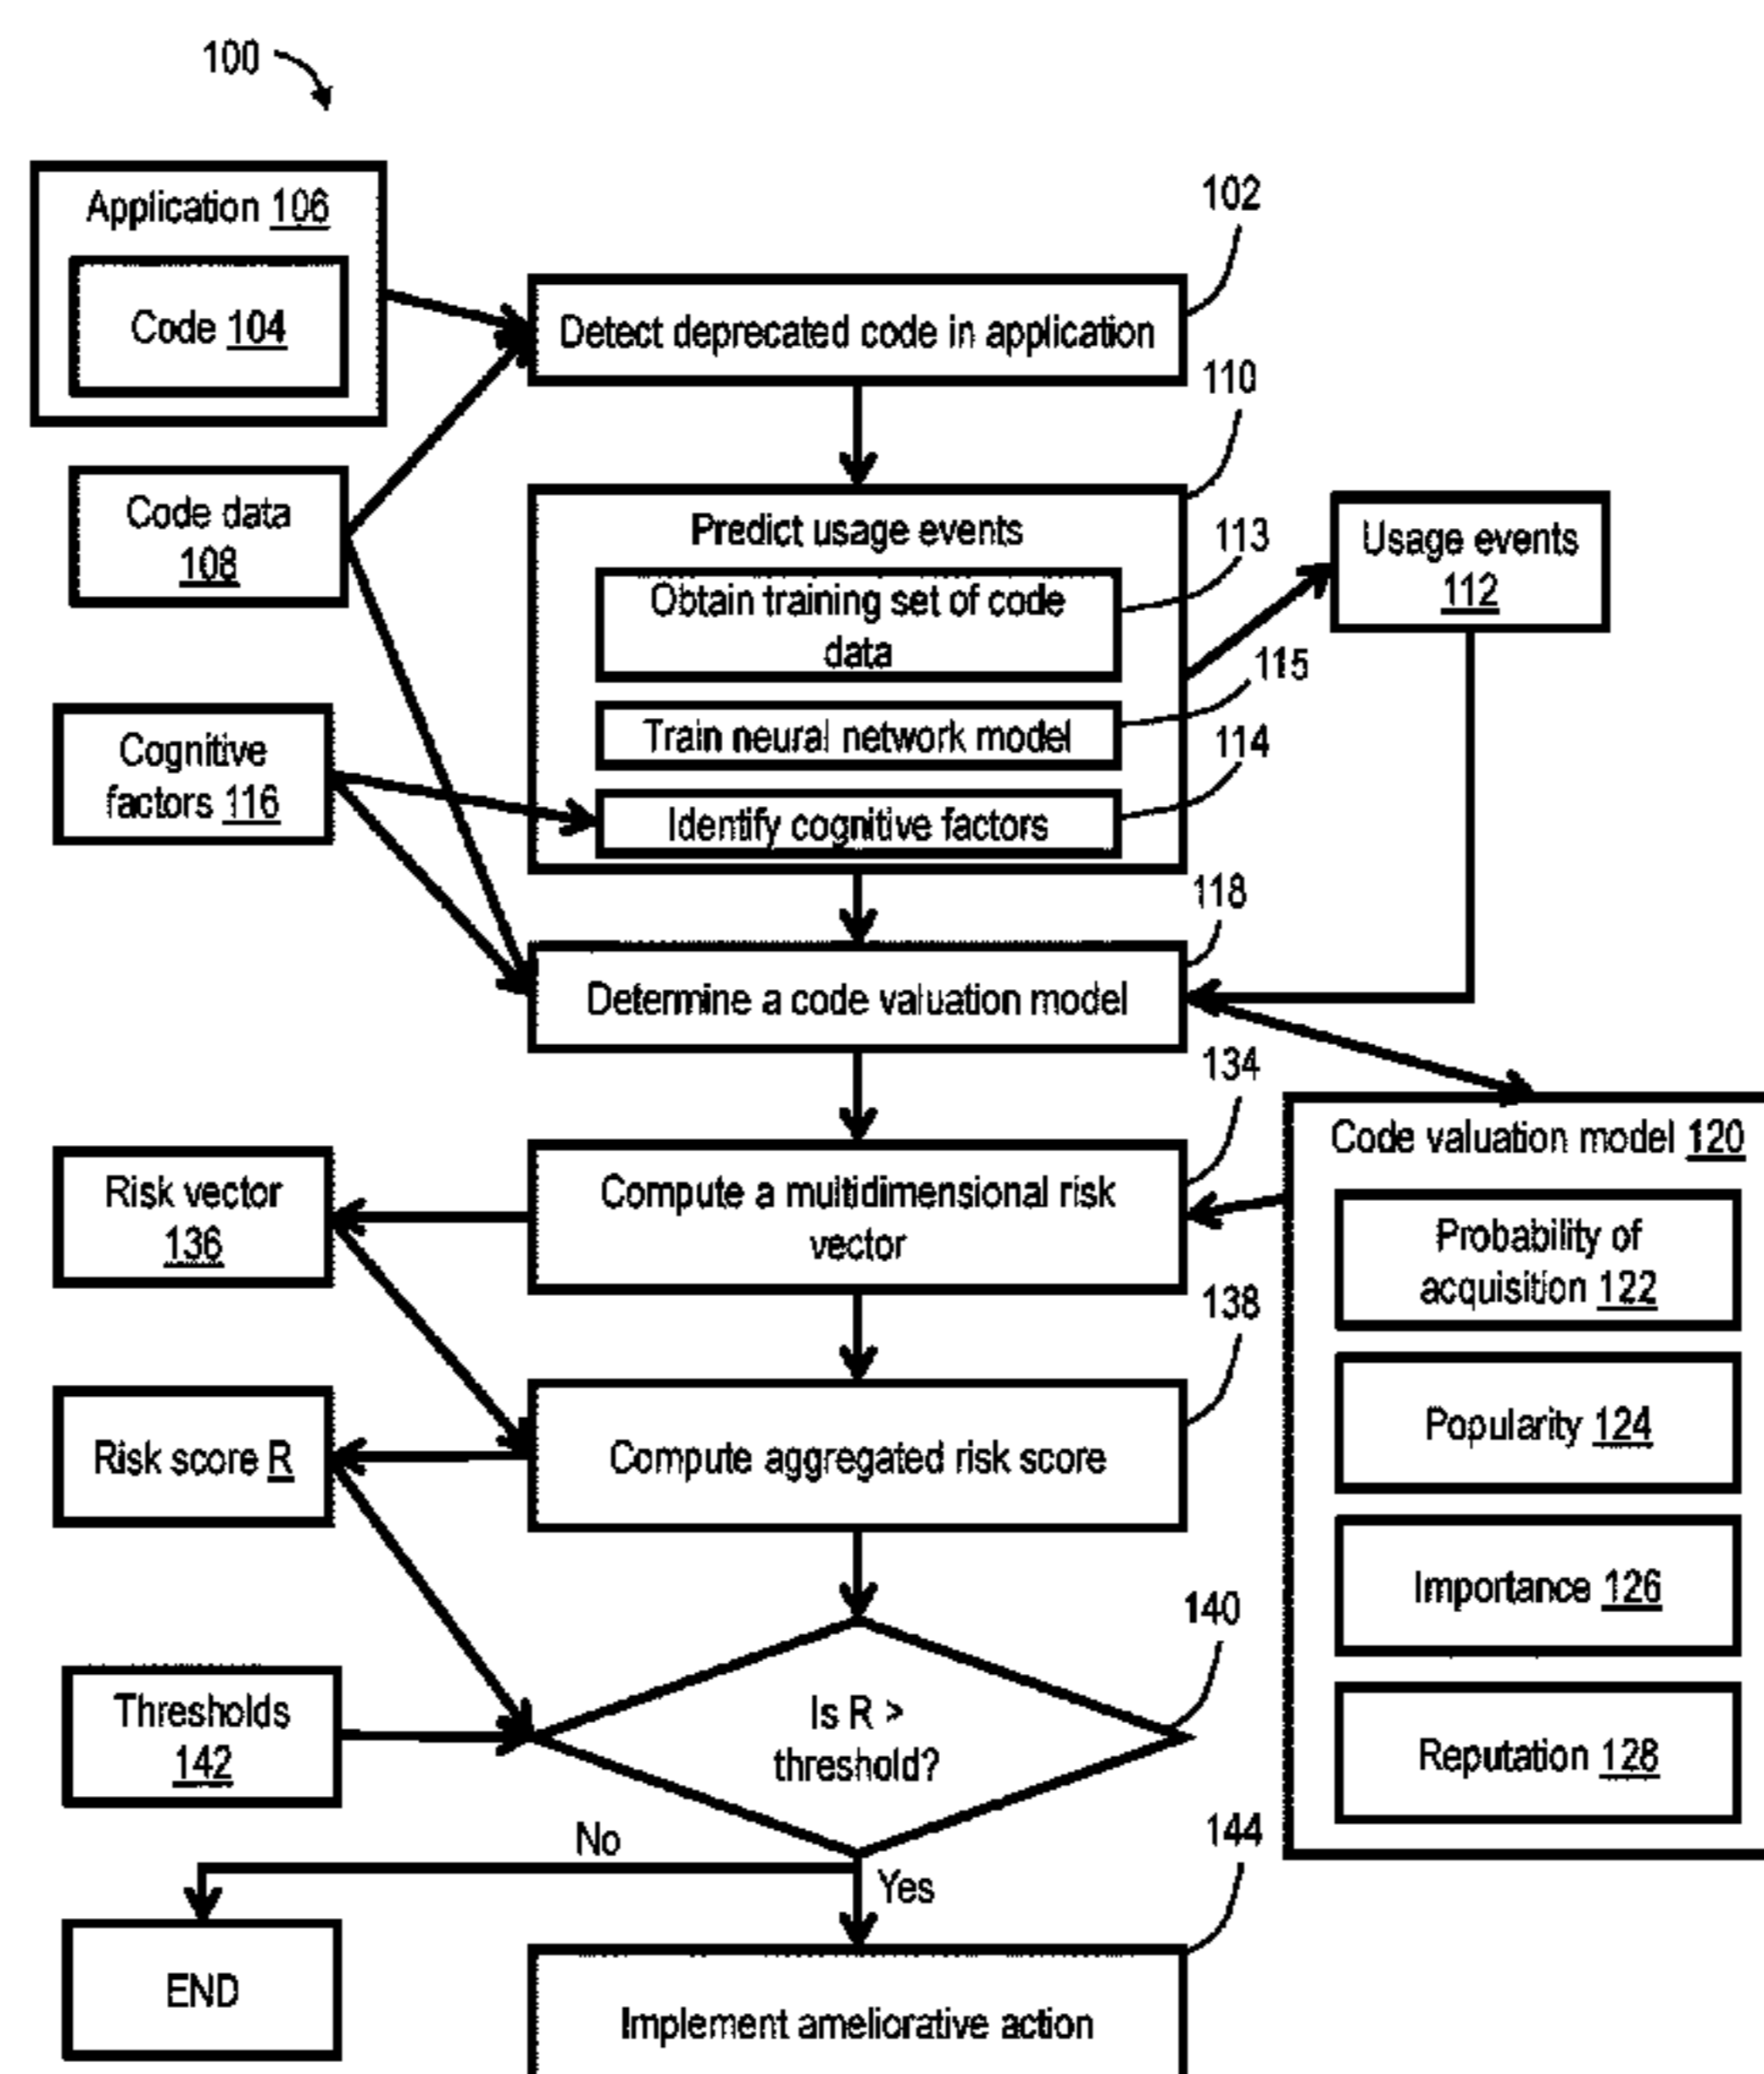 100
Application 106
Code 104
102
Detect deprecated code in application
Code data
108
110
Predict usage events
113
Obtain training set of code
data
115
Train neural network model
114
Identify cognitive factors
Usage events
112
Cognitive
factors 116
118
Determine a code valuation model
134
Compute a multidimensional risk
vector
Risk vector
136
Code valuation model 120
Probability of
acquisition 122
Popularity 124
Importance 126
Reputation 128
138
Compute aggregated risk score
Risk score R
140
Is R >
threshold?
Thresholds
142
No
Yes
END
144
Implement ameliorative action